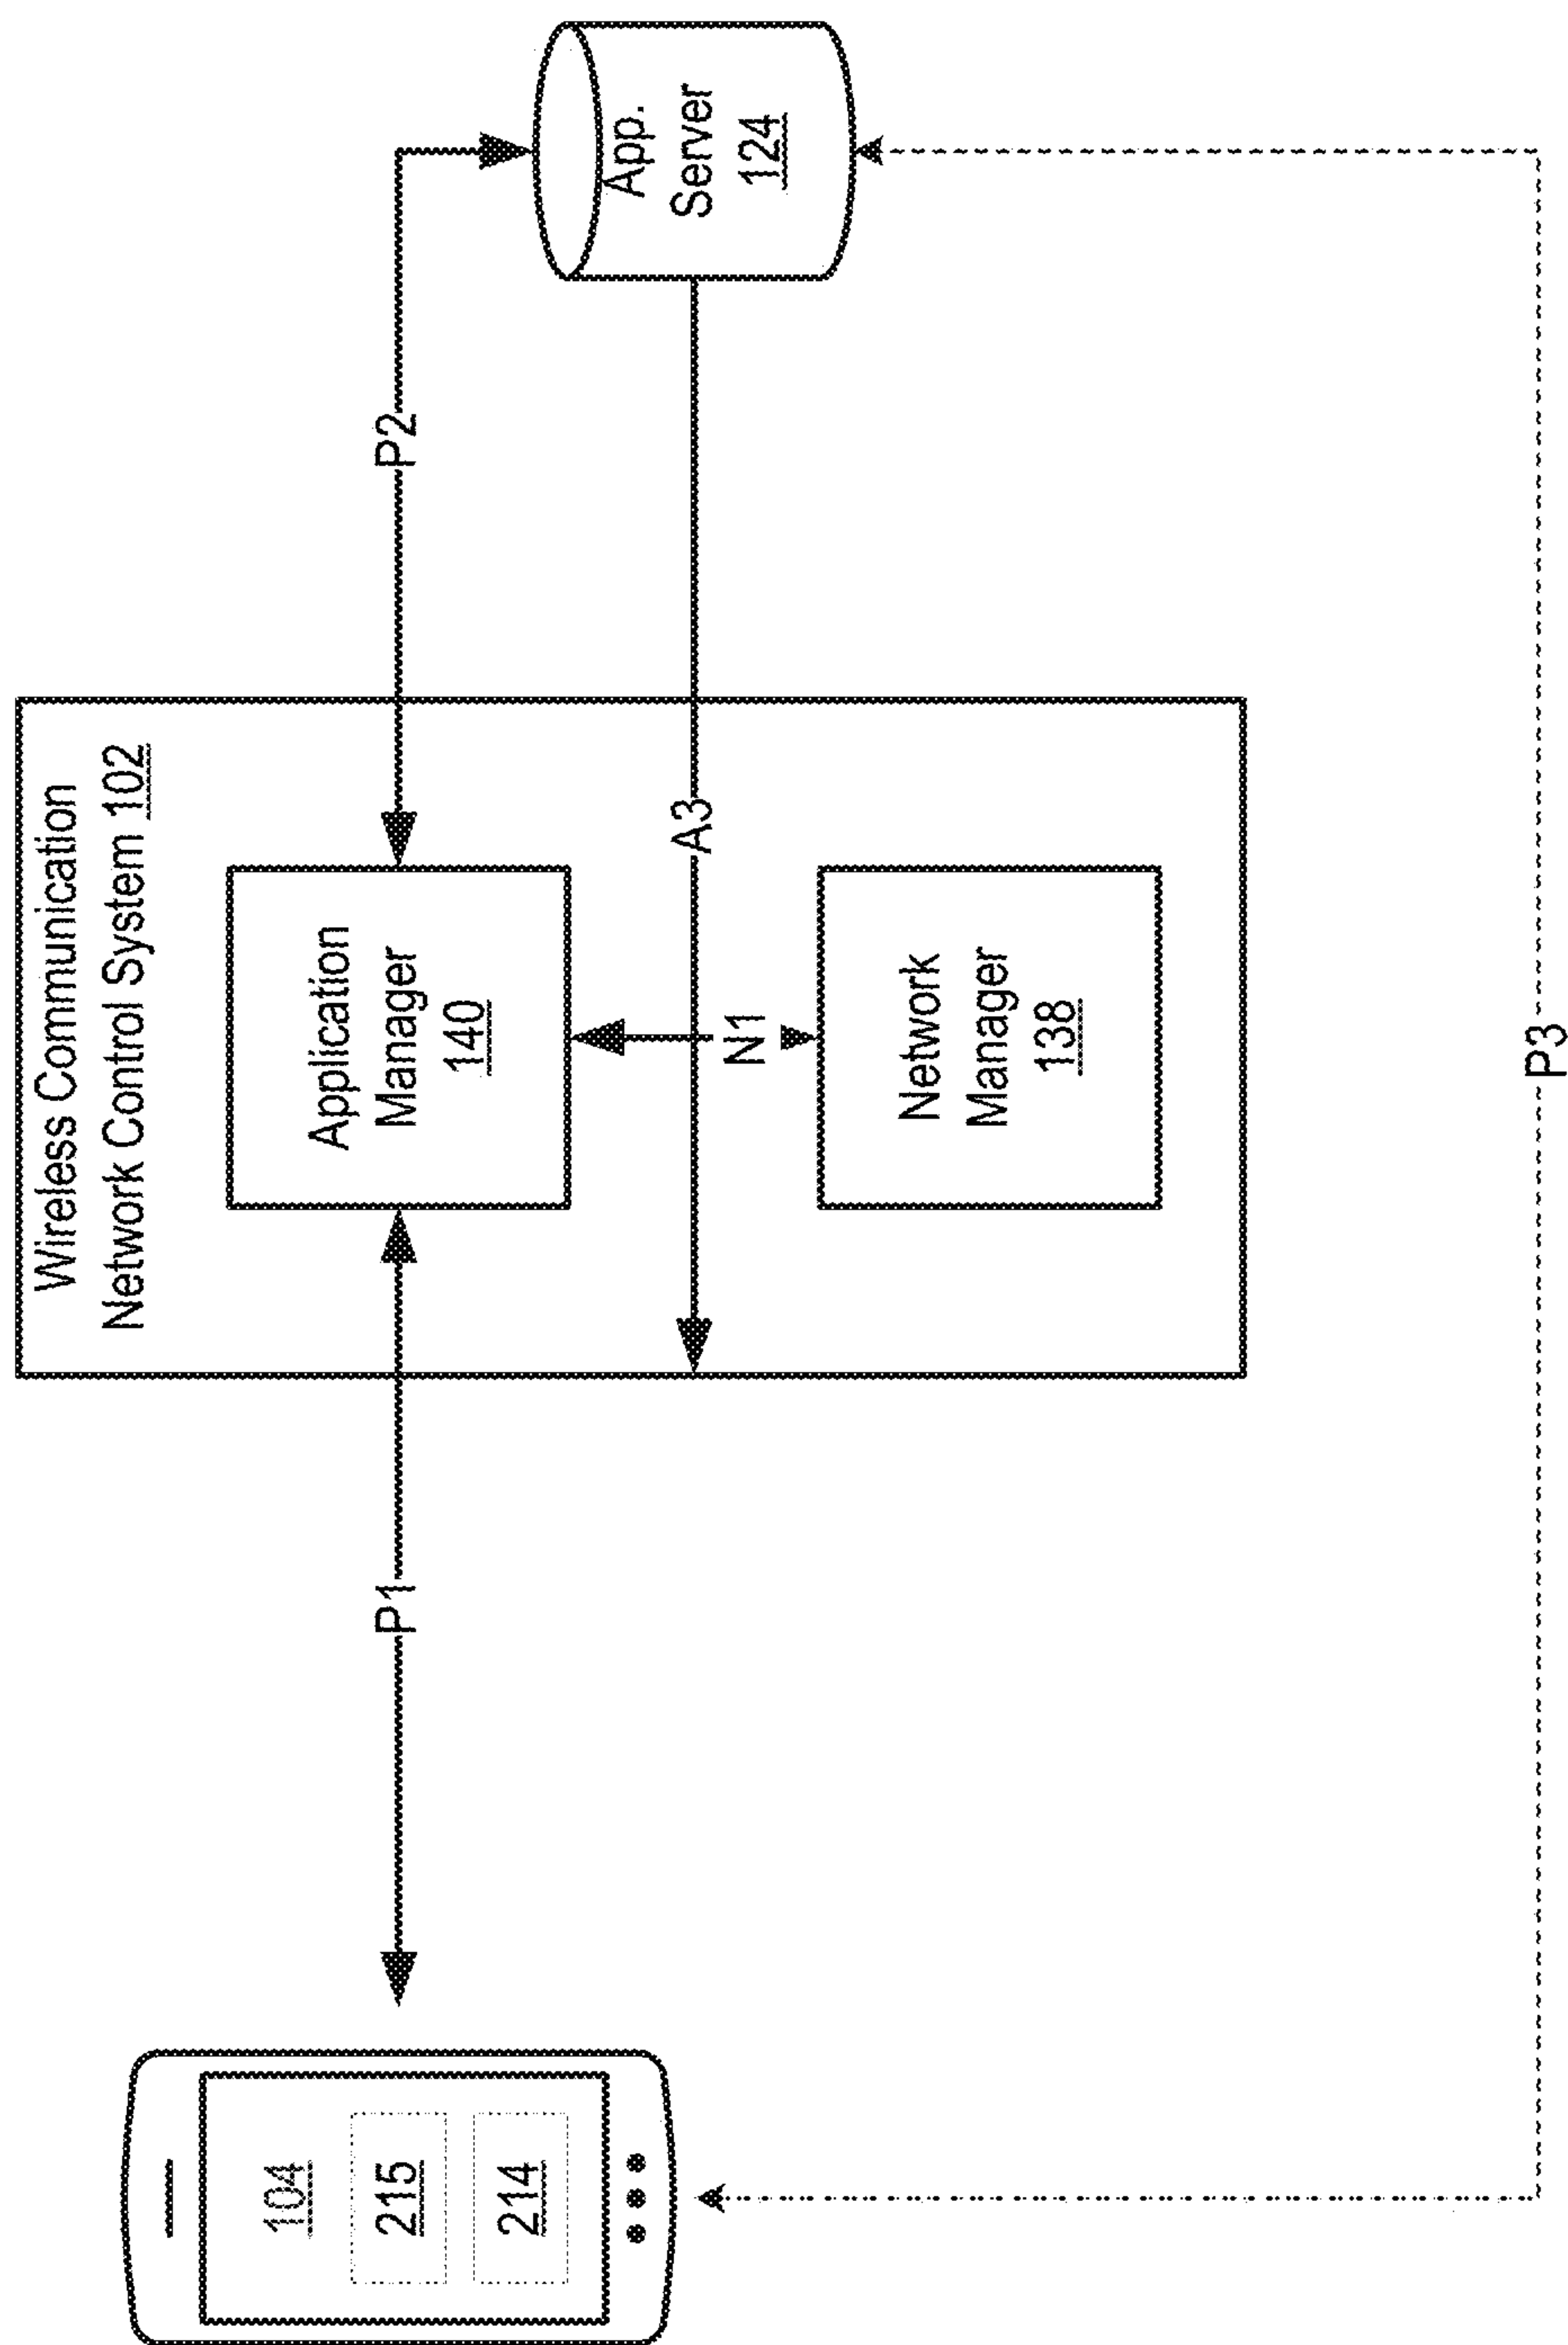 104
215
214
P1
Wireless Communication
Network Control System 102
Application
Manager
140
A3
N1
Network
Manager
138
P2
App.
Server
124
P3